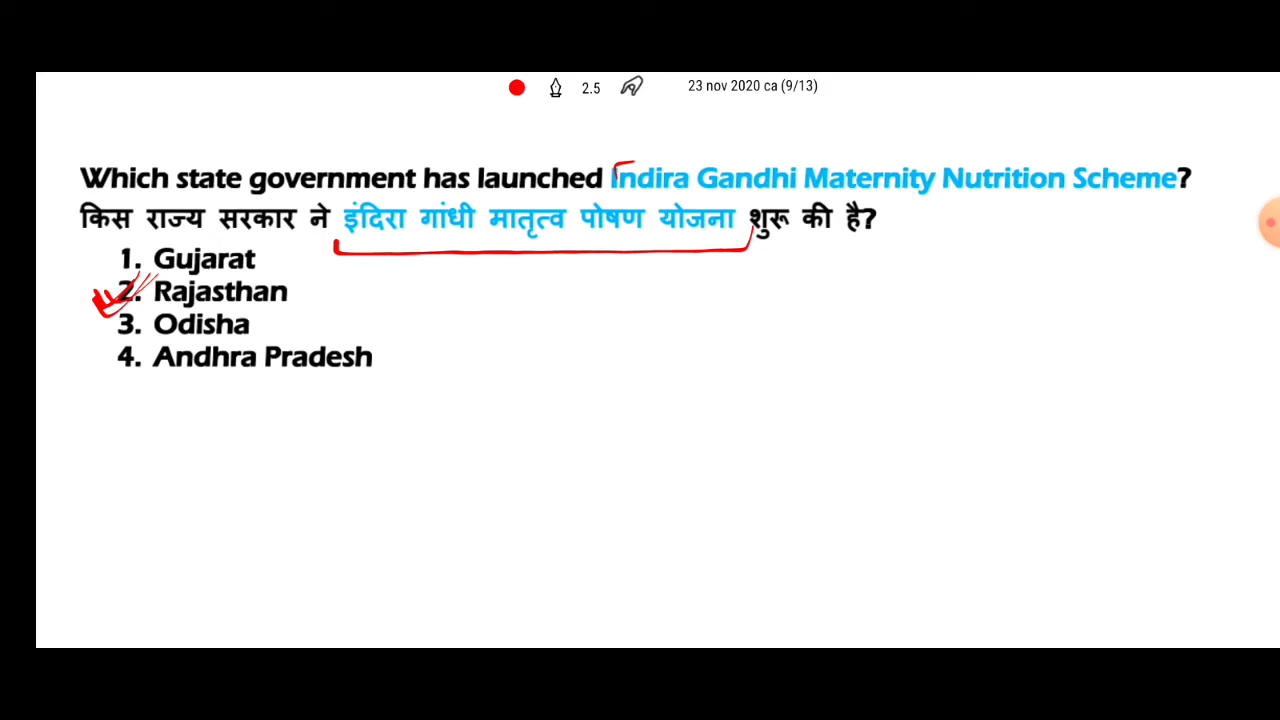 2.5 23 nov 2020 ca (9/13)
Which state government has launched Indira Gandhi Maternity Nutrition Scheme?
किस राज्य सरकार ने इंदिरा गांधी मातृत्व पोषण योजना शुरू की है?
1. Gujarat
2. Rajasthan
3. Odisha
4. Andhra Pradesh